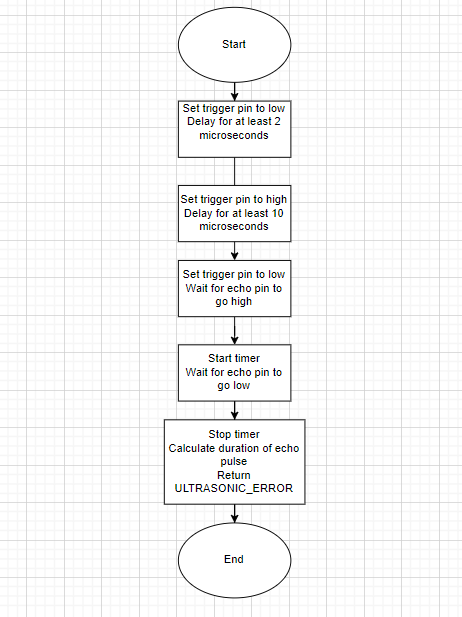 Start
Set trigger pin to low
Delay for at least 2
microseconds
Set trigger pin to high
Delay for at least 10
microseconds
Set trigger pin to low
Wait for echo pin to
go high
Start timer
Wait for echo pin to
go low
Stop timer
Calculate duration of echo
pulse
Return
ULTRASONIC_ERROR
End